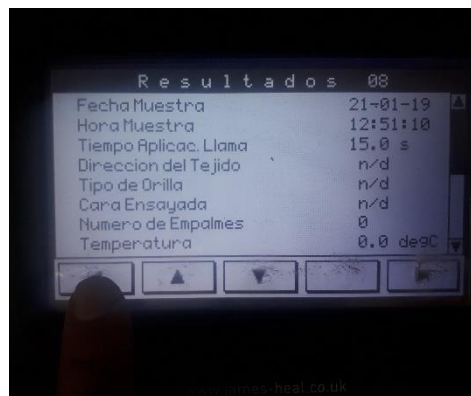 Resultados 08
Fecha Muestra 21-01-19
Hora Muestra 12:51:10
Tiempo Aplicac. Llama 15.0 s
Direccion del Tejido n/d
Tipo de Orilla n/d
Cara Ensayada n/d
Numero de Empalmes 0
Temperatura 0.0 degC
www.james-heal.co.uk